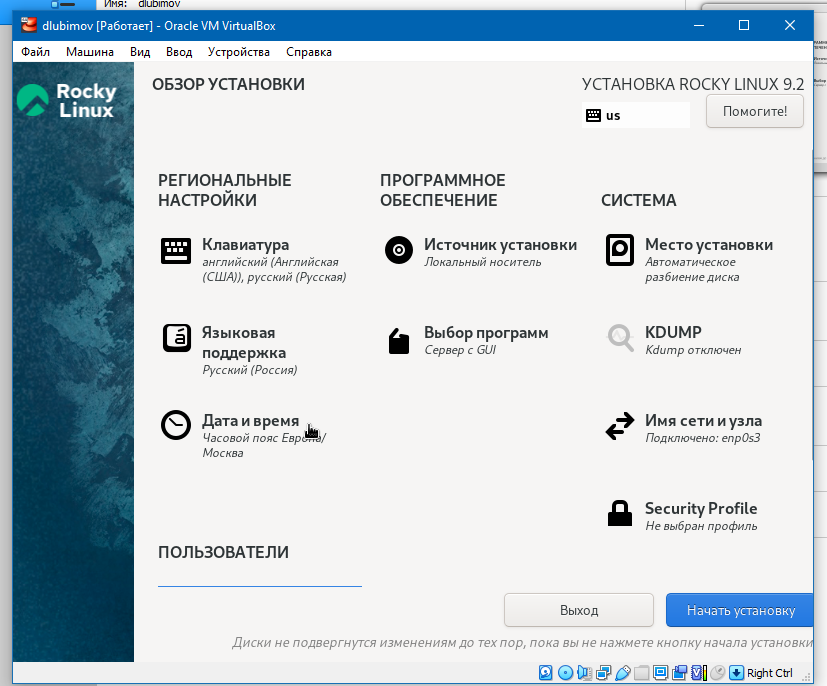 Имя: dlubimov
dlubimov [Работает] - Oracle VM VirtualBox
Файл Машина Вид Ввод Устройства Справка
Rocky
Linux
ОБЗОР УСТАНОВКИ
УСТАНОВКА ROCKY LINUX 9.2
us
Помогите!
РЕГИОНАЛЬНЫЕ
НАСТРОЙКИ
Клавиатура
английский (Английская
(США)), русский (Русская)
Языковая
поддержка
Русский (Россия)
Дата и время
Часовой пояс Европа/
Москва
ПРОГРАММНОЕ
ОБЕСПЕЧЕНИЕ
Источник установки
Локальный носитель
Выбор программ
Сервер с GUI
СИСТЕМА
Место установки
Автоматическое
разбиение диска
KDUMP
Kdump отключен
Имя сети и узла
Подключено: enp0s3
Security Profile
Не выбран профиль
ПОЛЬЗОВАТЕЛИ
Выход
Начать установку
Диски не подвергнутся изменениям до тех пор, пока вы не нажмете кнопку начала установки
Right Ctrl